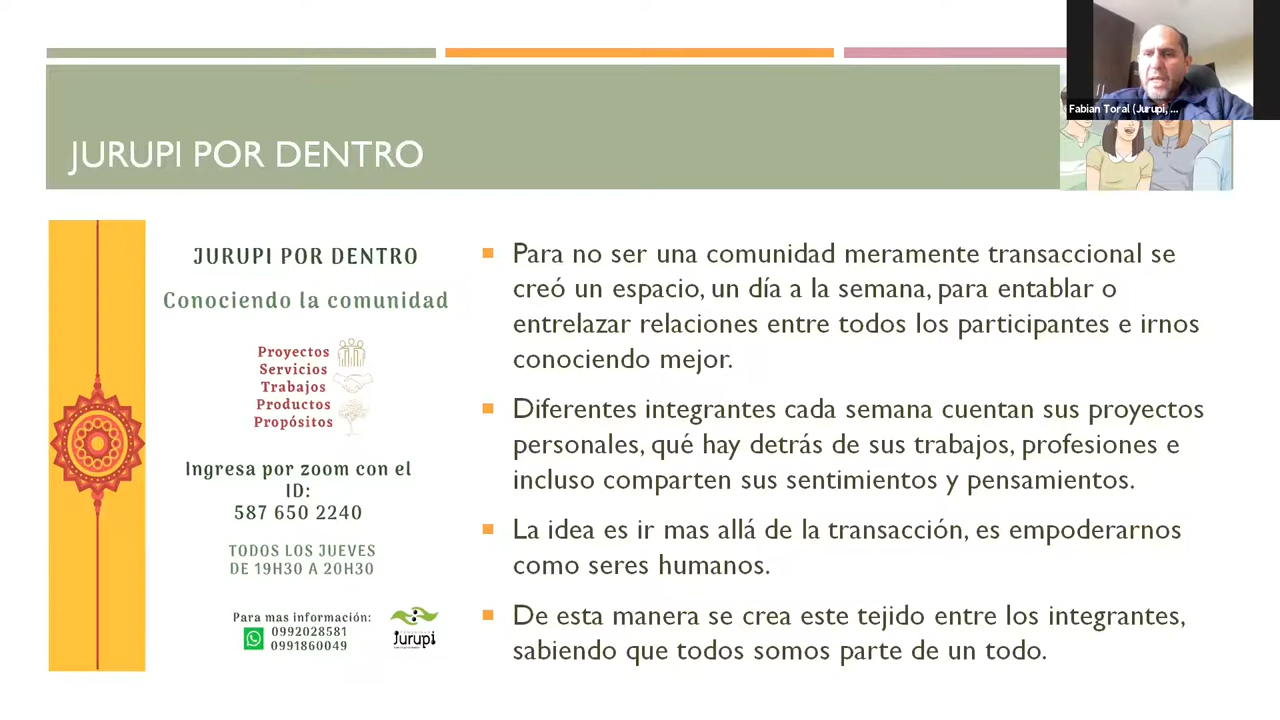 Fabian Toral (Jurupi, ...
JURUPI POR DENTRO
JURUPI POR DENTRO
Conociendo la comunidad
Proyectos
Servicios
Trabajos
Productos
Propósitos
Ingresa por zoom con el
ID:
587 650 2240
TODOS LOS JUEVES
DE 19H30 A 20H30
Para mas información:
0992028581
0991860049
Jurupi
Para no ser una comunidad meramente transaccional se
creó un espacio, un día a la semana, para entablar o
entrelazar relaciones entre todos los participantes e irnos
conociendo mejor.
Diferentes integrantes cada semana cuentan sus proyectos
personales, qué hay detrás de sus trabajos, profesiones e
incluso comparten sus sentimientos y pensamientos.
La idea es ir mas allá de la transacción, es empoderarnos
como seres humanos.
De esta manera se crea este tejido entre los integrantes,
sabiendo que todos somos parte de un todo.